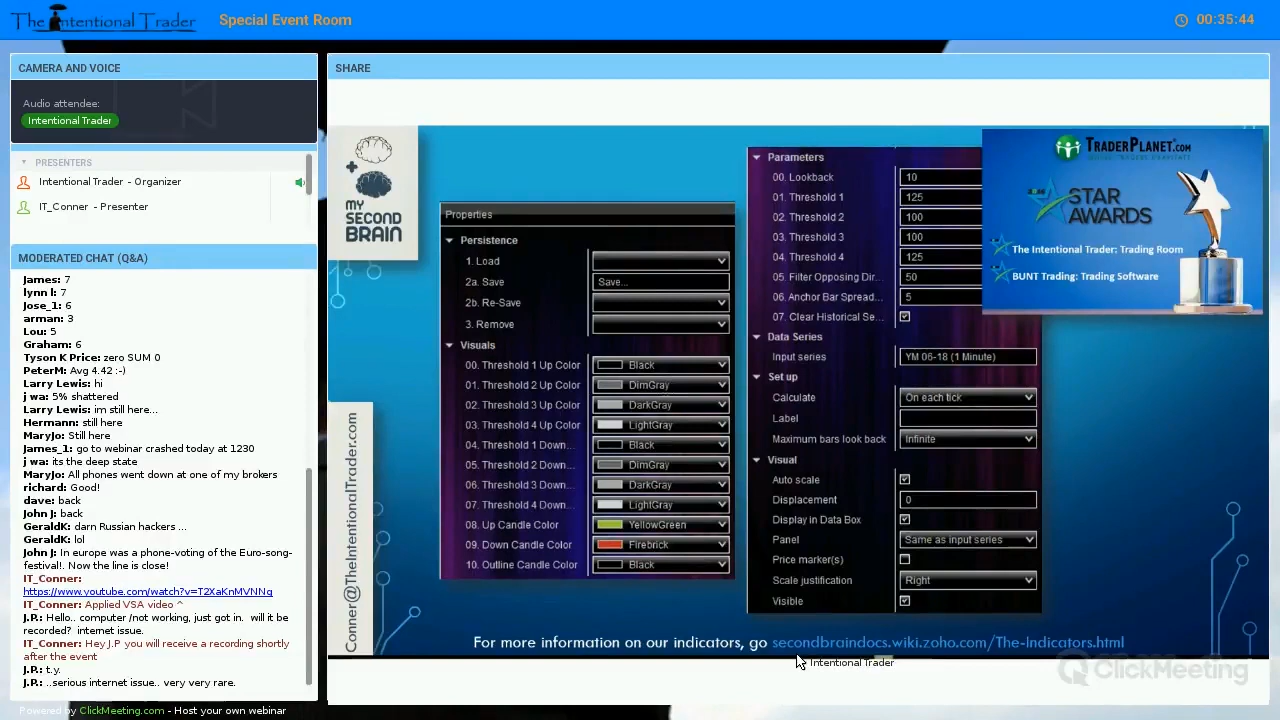 The Intentional Trader
Special Event Room
00:35:44
CAMERA AND VOICE
Audio attendee:
Intentional Trader
PRESENTERS
Intentional Trader - Organizer
IT_Conner - Presenter
MODERATED CHAT (Q&A)
James: 7
lynn l: 7
Jose_1: 6
arman: 3
Lou: 5
Graham: 6
Tyson K Price: zero SUM 0
PeterM: Avg 4.42 :-)
Larry Lewis: hi
j wa: 5% shattered
Larry Lewis: im still here...
Hermann: still here
MaryJo: Still here
James_1: go to webinar crashed today at 1230
j wa: its the deep state
MaryJo: All phones went down at one of my brokers
richard: Good!
dave: back
John J: back
GeraldK: darn Russian hackers ...
GeraldK: lol
John J: In europe was a phone-voting of the Euro-song-
festival!. Now the line is close!
IT_Conner:
https://www.youtube.com/watch?v=T2XaKnMVNNg
IT_Conner: Applied VSA video ^
J.P.: Hello.. computer /not working, just got in.  will it be
recorded?  internet issue.
IT_Conner: Hey J.P you will receive a recording shortly
after the event
J.P.: t.y.
J.P.: ..serious internet issue.. very very rare.
Powered by ClickMeeting.com - Host your own webinar
SHARE
MY
SECOND
BRAIN
Conner@TheIntentionalTrader.com
Properties
Persistence
1. Load
2a. Save Save...
2b. Re-Save
3. Remove
Visuals
00. Threshold 1 Up Color Black
01. Threshold 2 Up Color DimGray
02. Threshold 3 Up Color DarkGray
03. Threshold 4 Up Color LightGray
04. Threshold 1 Down... Black
05. Threshold 2 Down... DimGray
06. Threshold 3 Down... DarkGray
07. Threshold 4 Down... LightGray
08. Up Candle Color YellowGreen
09. Down Candle Color Firebrick
10. Outline Candle Color Black
Parameters
00. Lookback 10
01. Threshold 1 125
02. Threshold 2 100
03. Threshold 3 100
04. Threshold 4 125
05. Filter Opposing Dir... 50
06. Anchor Bar Spread... 5
07. Clear Historical Se...
Data Series
Input series YM 06-18 (1 Minute)
Set up
Calculate On each tick
Label
Maximum bars look back Infinite
Visual
Auto scale
Displacement 0
Display in Data Box
Panel Same as input series
Price marker(s)
Scale justification Right
Visible
TRADERPLANET.COM
STAR
AWARDS
The Intentional Trader: Trading Room
BUNT Trading: Trading Software
For more information on our indicators, go secondbraindocs.wiki.zoho.com/The-Indicators.html
Intentional Trader
ClickMeeting